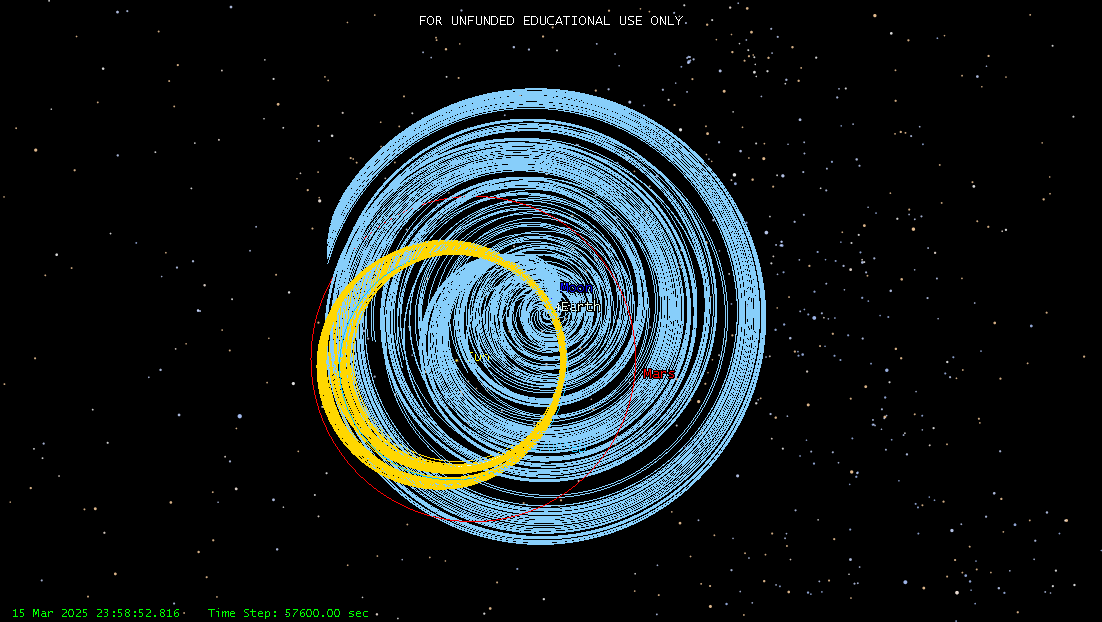 FOR UNFUNDED EDUCATIONAL USE ONLY
Moon
Earth
Sun
Mars
15 Mar 2025 23:58:52.816 Time Step: 57600.00 sec